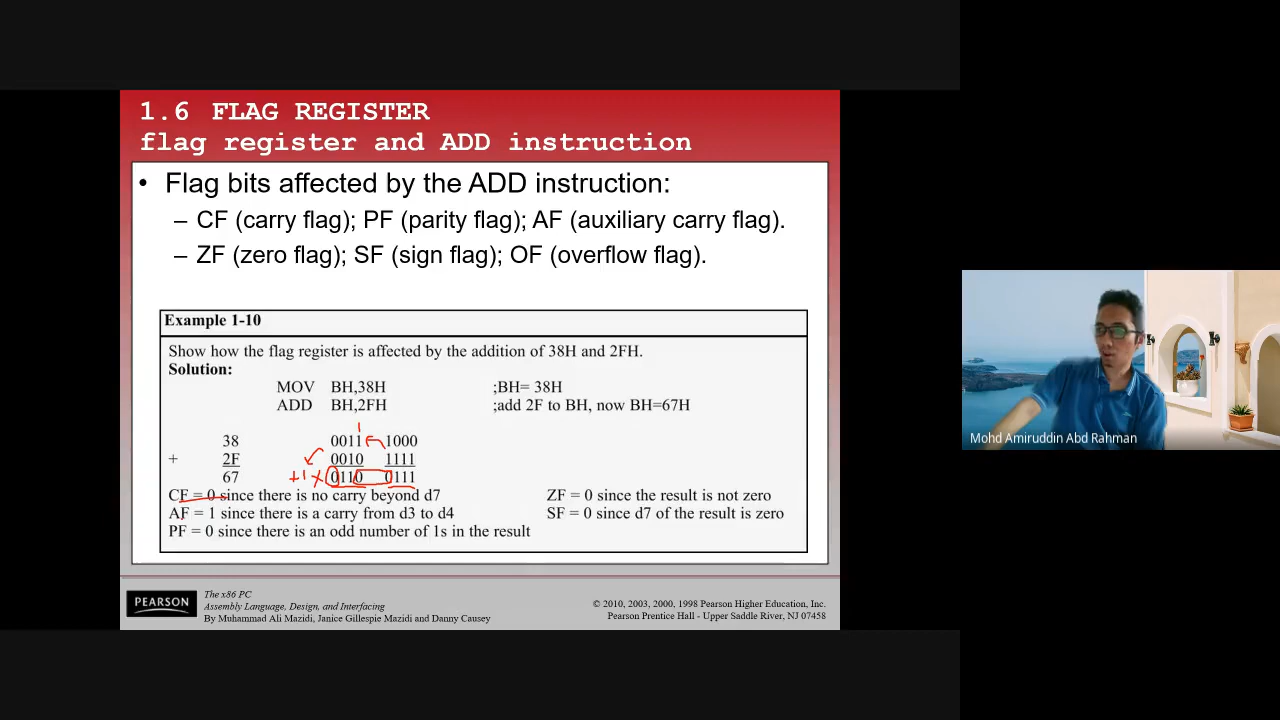 1.6 FLAG REGISTER
flag register and ADD instruction
• Flag bits affected by the ADD instruction:
– CF (carry flag); PF (parity flag); AF (auxiliary carry flag).
– ZF (zero flag); SF (sign flag); OF (overflow flag).
Example 1-10
Show how the flag register is affected by the addition of 38H and 2FH.
Solution:
MOV BH,38H ;BH= 38H
ADD BH,2FH ;add 2F to BH, now BH=67H
1
38 0011 1000
+ 2F 0010 1111
67 +1 x 0110 0111
CF = 0 since there is no carry beyond d7 ZF = 0 since the result is not zero
AF = 1 since there is a carry from d3 to d4 SF = 0 since d7 of the result is zero
PF = 0 since there is an odd number of 1s in the result
Mohd Amiruddin Abd Rahman
PEARSON
The x86 PC
Assembly Language, Design, and Interfacing
By Muhammad Ali Mazidi, Janice Gillespie Mazidi and Danny Causey
© 2010, 2003, 2000, 1998 Pearson Higher Education, Inc.
Pearson Prentice Hall - Upper Saddle River, NJ 07458